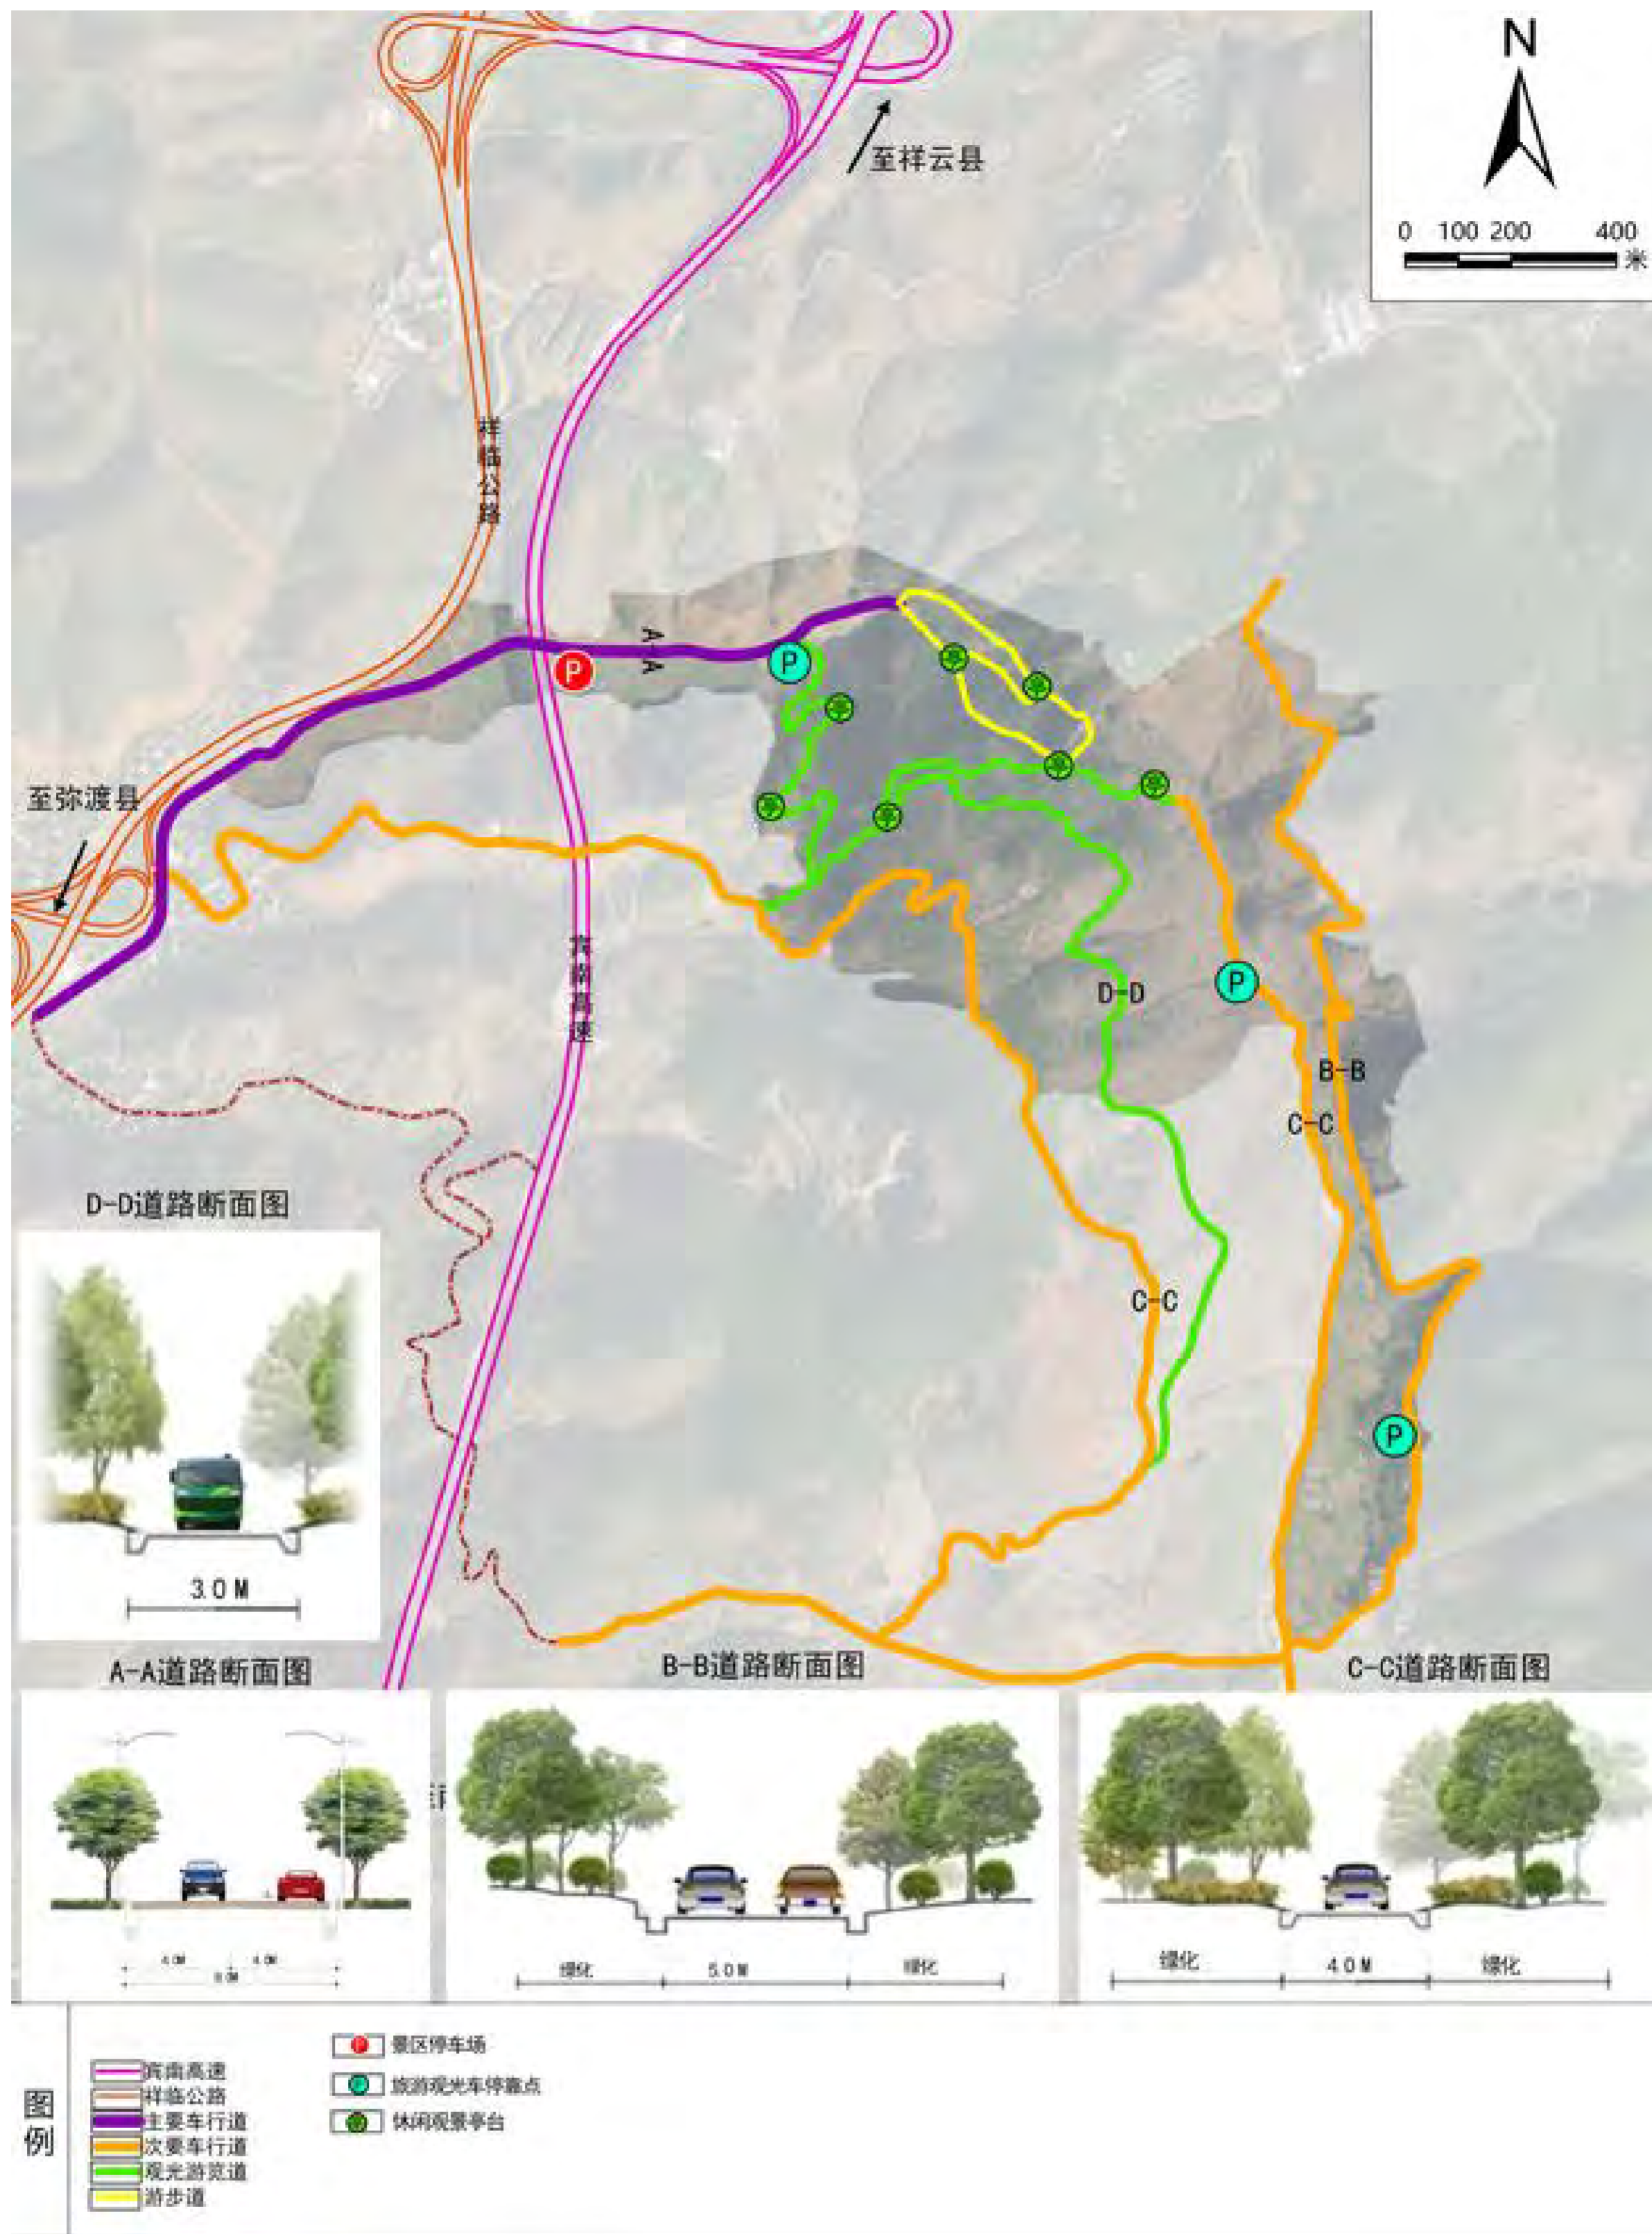 N
0 100 200 400
米
至祥云县
祥临公路
A-A
P
P
至弥渡县
宾南高速
D-D
P
B-B
C-C
C-C
P
D-D道路断面图
3.0 M
A-A道路断面图
B-B道路断面图
C-C道路断面图
4.0M 4.0M
8.0M
绿化 5.0 M 绿化
绿化 4.0 M 绿化
图例
宾南高速
祥临公路
主要车行道
次要车行道
观光游览道
游步道
P 景区停车场
P 旅游观光车停靠点
休闲观景亭台